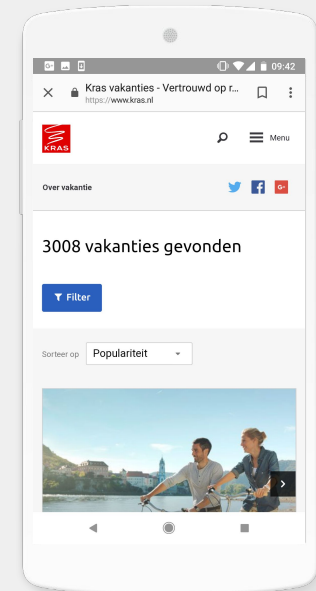 09:42
Kras vakanties - Vertrouwd op r...
https://www.kras.nl
KRAS
Menu
Over vakantie
3008 vakanties gevonden
Filter
Sorteer op Populariteit